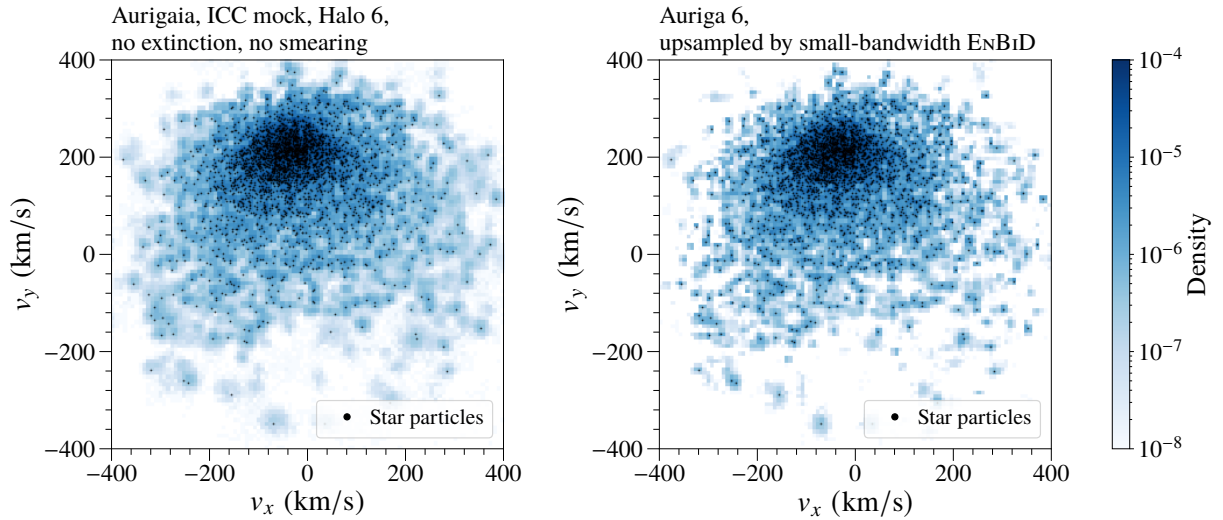 Aurigaia, ICC mock, Halo 6,
no extinction, no smearing
400
200
0
−200
−400
v_y (km/s)
−400
−200
0
200
400
v_x (km/s)
Star particles
Auriga 6,
upsampled by small-bandwidth ENBID
400
200
0
−200
−400
v_y (km/s)
−400
−200
0
200
400
v_x (km/s)
Star particles
10⁻⁴
10⁻⁵
10⁻⁶
10⁻⁷
10⁻⁸
Density